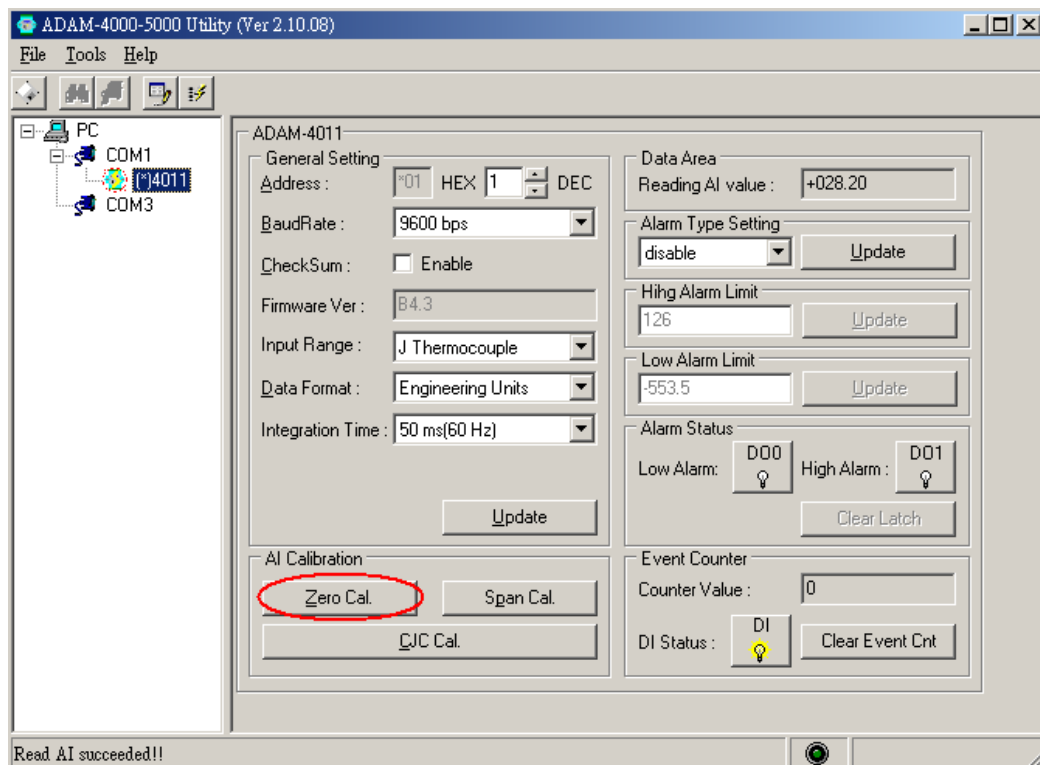 ADAM-4000-5000 Utility (Ver 2.10.08)
File Tools Help
PC
COM1
(*)4011
COM3
ADAM-4011
General Setting
Address : *01 HEX 1 DEC
BaudRate : 9600 bps
CheckSum : Enable
Firmware Ver : B4.3
Input Range : J Thermocouple
Data Format : Engineering Units
Integration Time : 50 ms(60 Hz)
Update
AI Calibration
Zero Cal. Span Cal.
CJC Cal.
Data Area
Reading AI value : +028.20
Alarm Type Setting
disable Update
Hihg Alarm Limit
126 Update
Low Alarm Limit
-553.5 Update
Alarm Status
Low Alarm: DO0 High Alarm : DO1
Clear Latch
Event Counter
Counter Value : 0
DI Status : DI Clear Event Cnt
Read AI succeeded!!